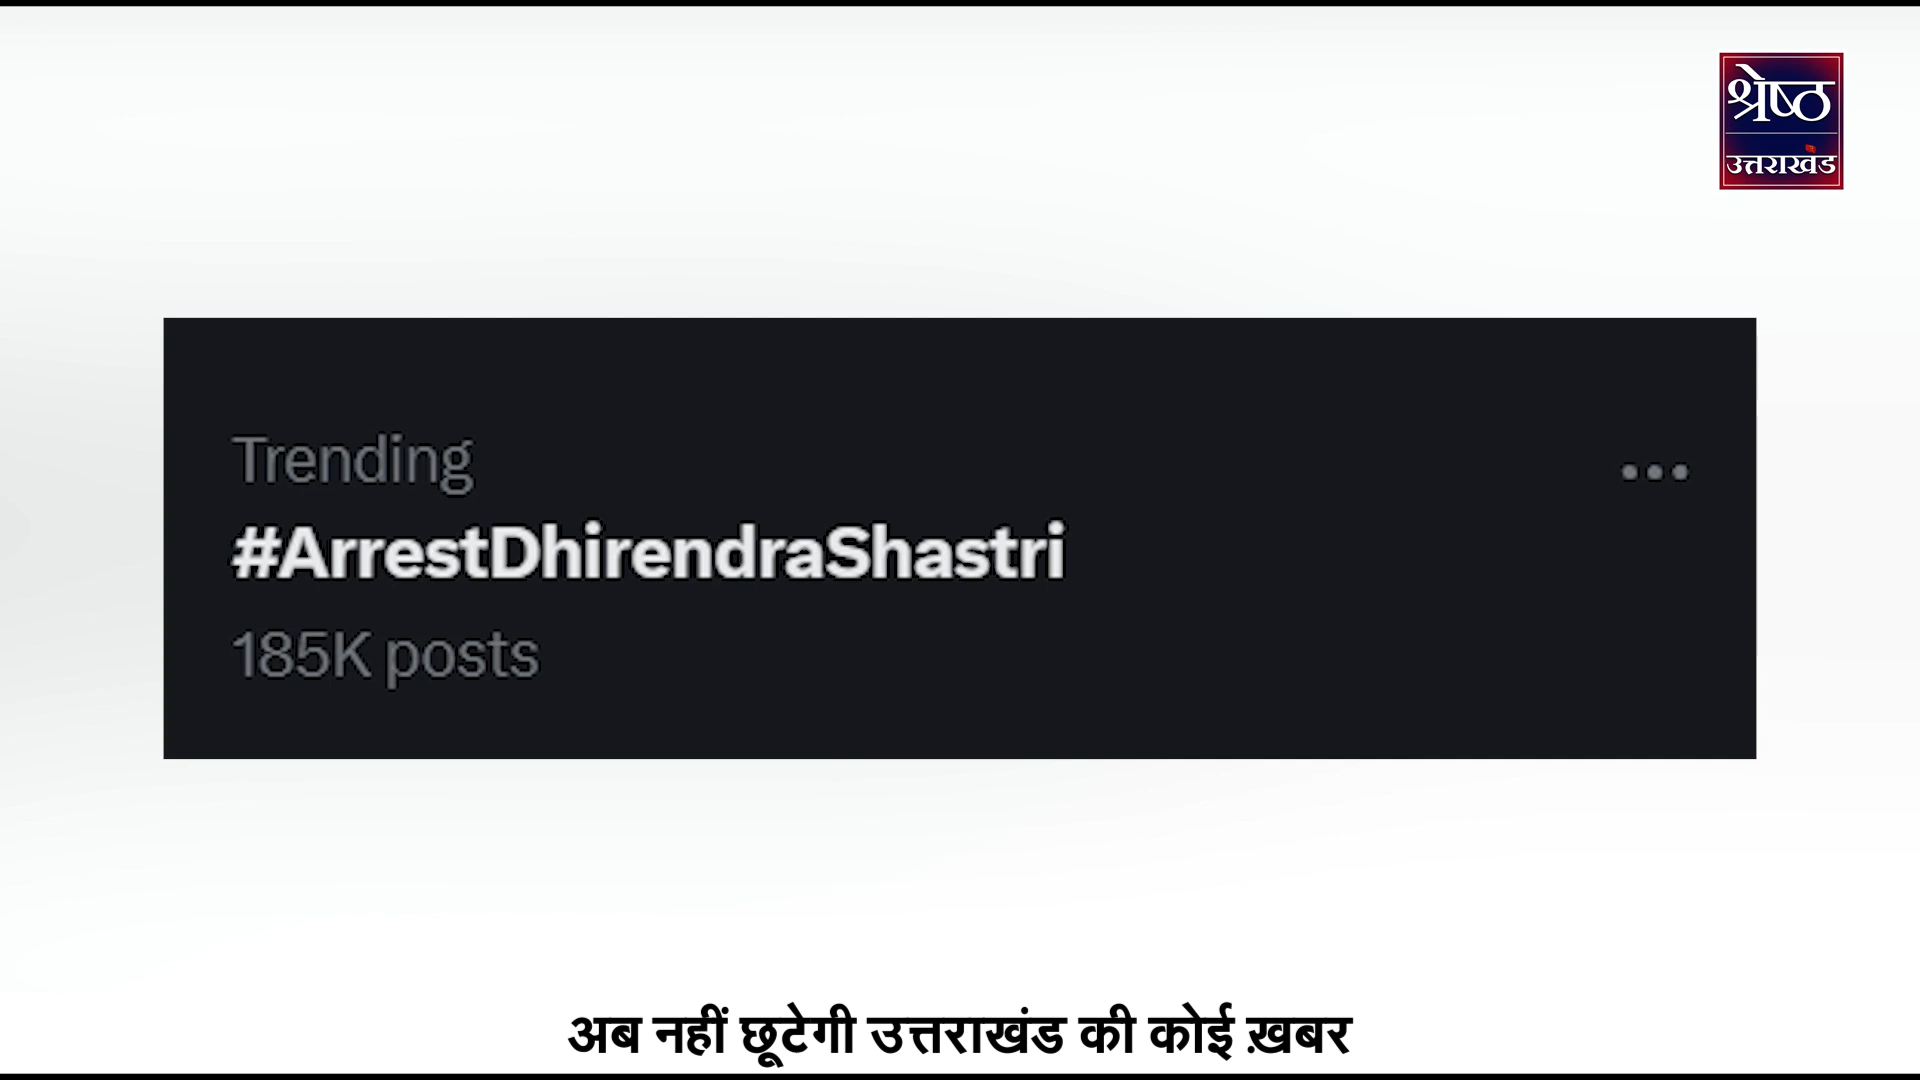 श्रेष्ठ
उत्तराखंड
Trending
#ArrestDhirendraShastri
185K posts
अब नहीं छूटेगी उत्तराखंड की कोई ख़बर